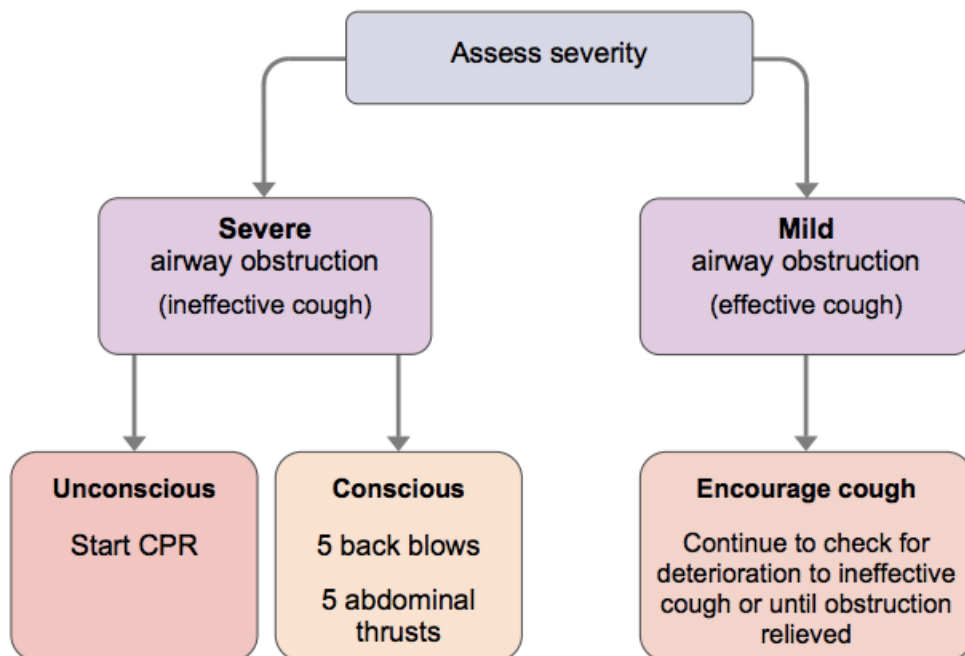 Assess severity
Severe
airway obstruction
(ineffective cough)
Mild
airway obstruction
(effective cough)
Unconscious
Start CPR
Conscious
5 back blows
5 abdominal
thrusts
Encourage cough
Continue to check for
deterioration to ineffective
cough or until obstruction
relieved